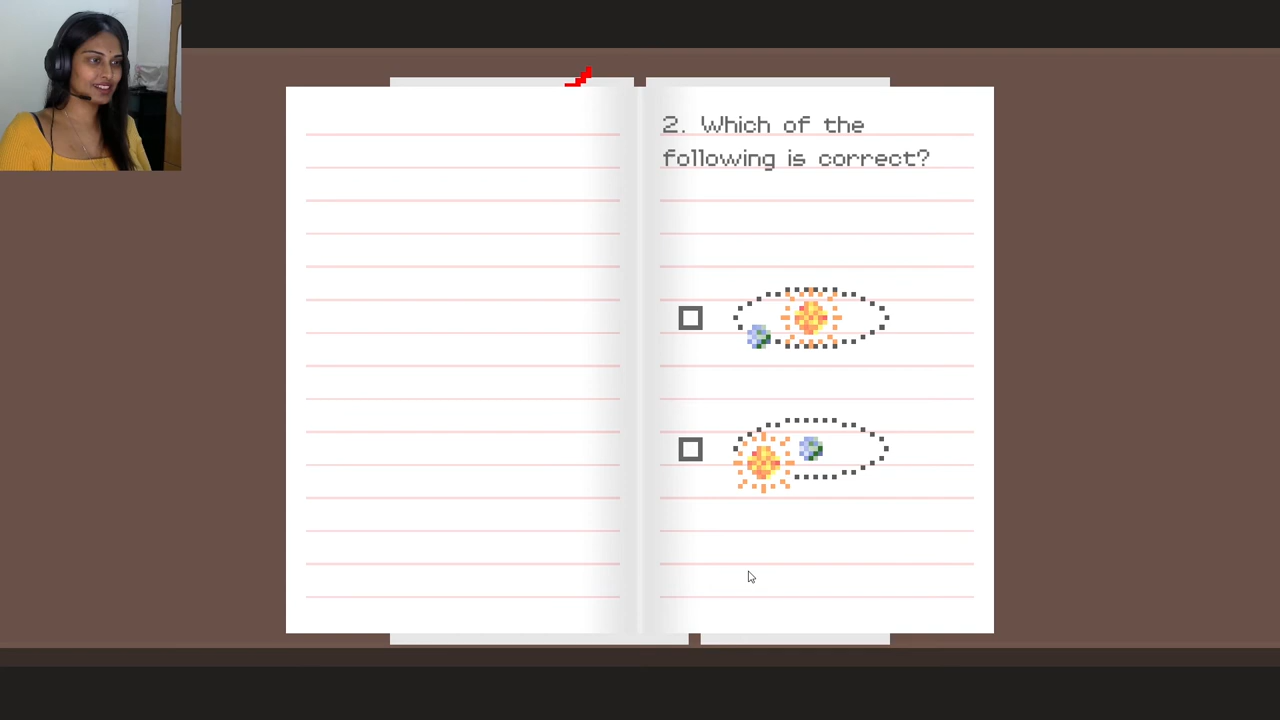 2. Which of the
following is correct?